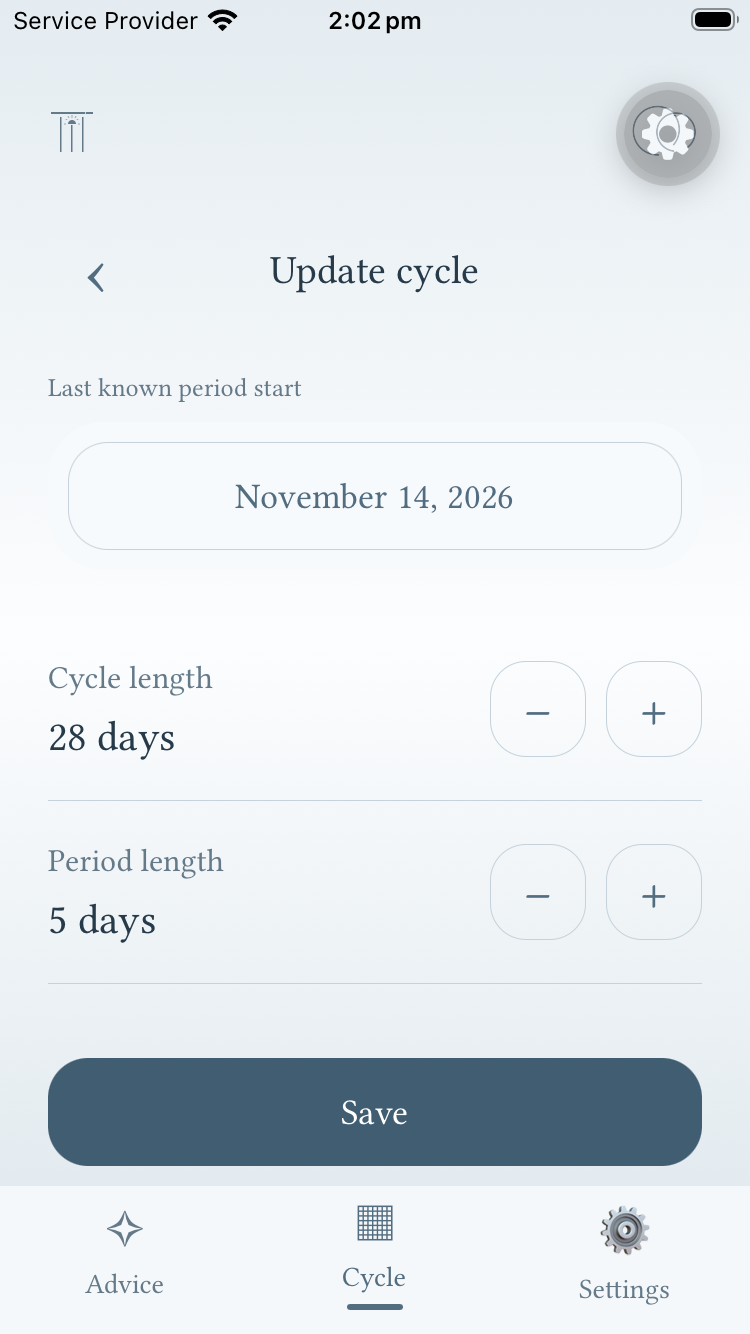 Service Provider 2:02 pm
Update cycle
Last known period start
November 14, 2026
Cycle length
28 days
− +
Period length
5 days
− +
Save
Advice Cycle Settings